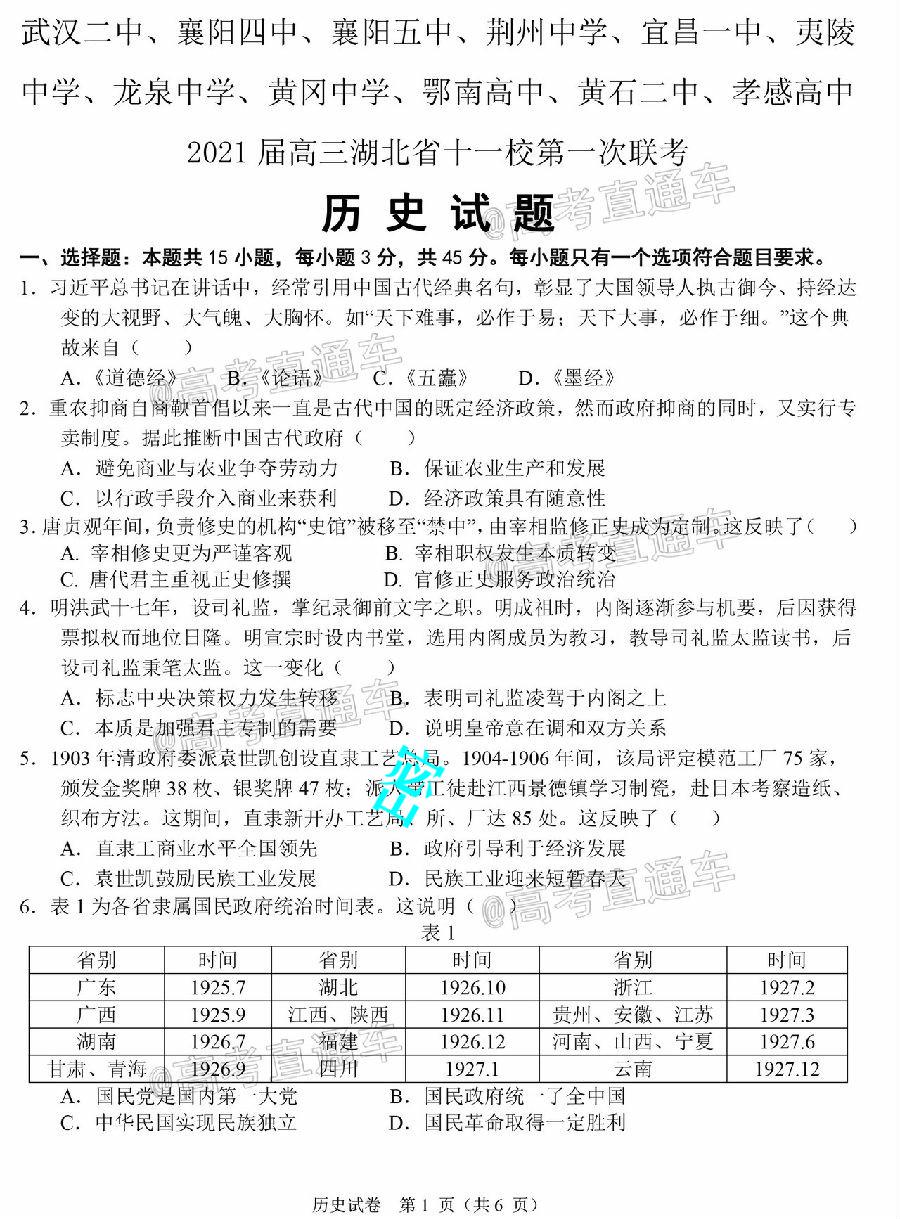 武汉二中、襄阳四中、襄阳五中、荆州中学、宜昌一中、夷陵
中学、龙泉中学、黄冈中学、鄂南高中、黄石二中、孝感高中
2021 届高三湖北省十一校第一次联考
历 史 试 题
@高考直通车
一、选择题：本题共 15 小题，每小题 3 分，共 45 分。每小题只有一个选项符合题目要求。
1．习近平总书记在讲话中，经常引用中国古代经典名句，彰显了大国领导人执古御今、持经达
变的大视野、大气魄、大胸怀。如“天下难事，必作于易；天下大事，必作于细。”这个典
故来自（　　）
@高考直通车
A．《道德经》 B．《论语》 C．《五蠹》 D．《墨经》
2．重农抑商自商鞅首倡以来一直是古代中国的既定经济政策，然而政府抑商的同时，又实行专
卖制度。据此推断中国古代政府（　　）
A．避免商业与农业争夺劳动力 B．保证农业生产和发展
C．以行政手段介入商业来获利 D．经济政策具有随意性
3. 唐贞观年间，负责修史的机构“史馆”被移至“禁中”，由宰相监修正史成为定制。这反映了（　　）
A. 宰相修史更为严谨客观 B. 宰相职权发生本质转变
@高考直通车
C. 唐代君主重视正史修撰 D. 官修正史服务政治统治
4．明洪武十七年，设司礼监，掌纪录御前文字之职。明成祖时，内阁逐渐参与机要，后因获得
票拟权而地位日隆。明宣宗时设内书堂，选用内阁成员为教习，教导司礼监太监读书，后
设司礼监秉笔太监。这一变化（　　）
A．标志中央决策权力发生转移 B．表明司礼监凌驾于内阁之上
@高考直通车
C．本质是加强君主专制的需要 D．说明皇帝意在调和双方关系
5．1903 年清政府委派袁世凯创设直隶工艺总局。1904-1906 年间，该局评定模范工厂 75 家，
颁发金奖牌 38 枚、银奖牌 47 枚；派大量工徒赴江西景德镇学习制瓷，赴日本考察造纸、
密
织布方法。这期间，直隶新开办工艺局、所、厂达 85 处。这反映了（　　）
A．直隶工商业水平全国领先 B．政府引导利于经济发展
C．袁世凯鼓励民族工业发展 D．民族工业迎来短暂春天
@高考直通车
6．表 1 为各省隶属国民政府统治时间表。这说明（　　）
表 1
省别 时间 省别 时间 省别 时间
广东 1925.7 湖北 1926.10 浙江 1927.2
广西 1925.9 江西、陕西 1926.11 贵州、安徽、江苏 1927.3
湖南 1926.7 福建 1926.12 河南、山西、宁夏 1927.6
甘肃、青海 1926.9 四川 1927.1 云南 1927.12
@高考直通车
A．国民党是国内第一大党 B．国民政府统一了全中国
C．中华民国实现民族独立 D．国民革命取得一定胜利
历史试卷 第 1 页（共 6 页）